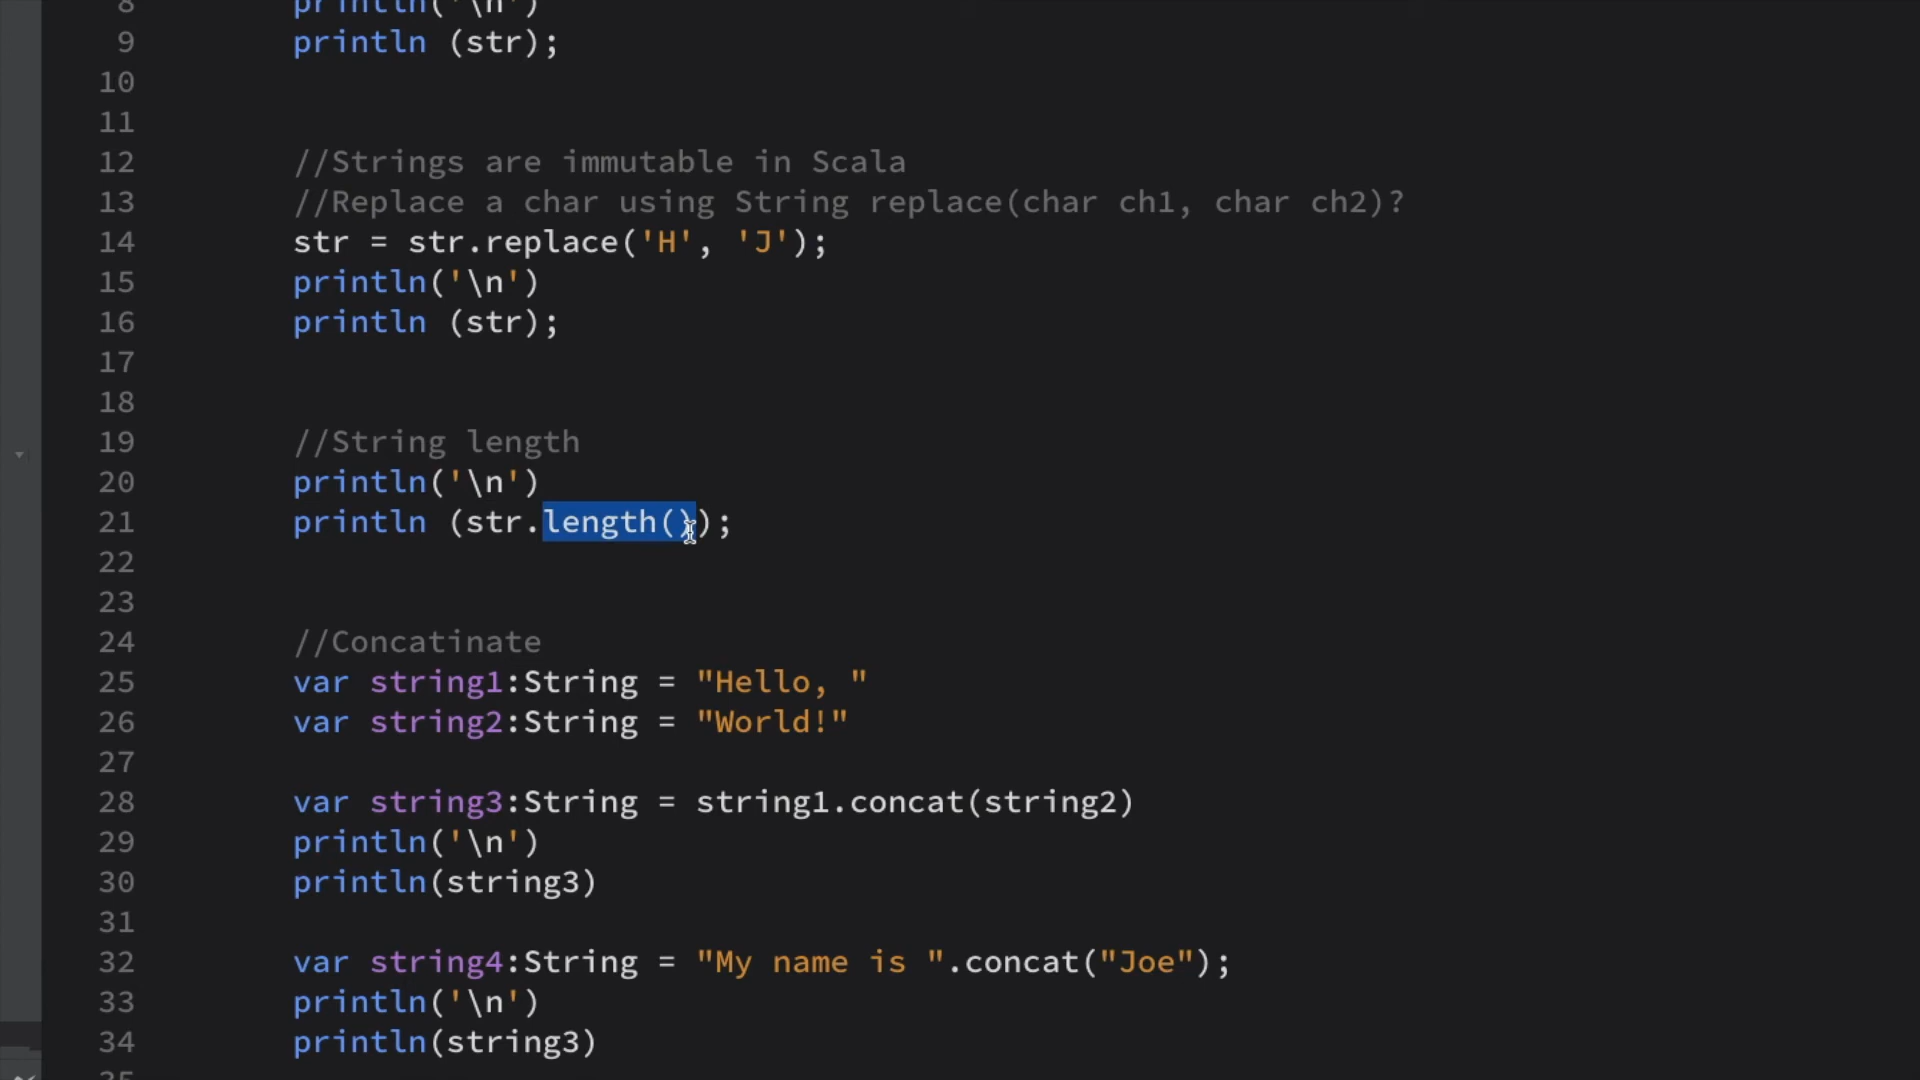 8 println('\n')
9 println (str);
10
11
12 //Strings are immutable in Scala
13 //Replace a char using String replace(char ch1, char ch2)?
14 str = str.replace('H', 'J');
15 println('\n')
16 println (str);
17
18
19 //String length
20 println('\n')
21 println (str.length());
22
23
24 //Concatinate
25 var string1:String = "Hello, "
26 var string2:String = "World!"
27
28 var string3:String = string1.concat(string2)
29 println('\n')
30 println(string3)
31
32 var string4:String = "My name is ".concat("Joe");
33 println('\n')
34 println(string3)
35